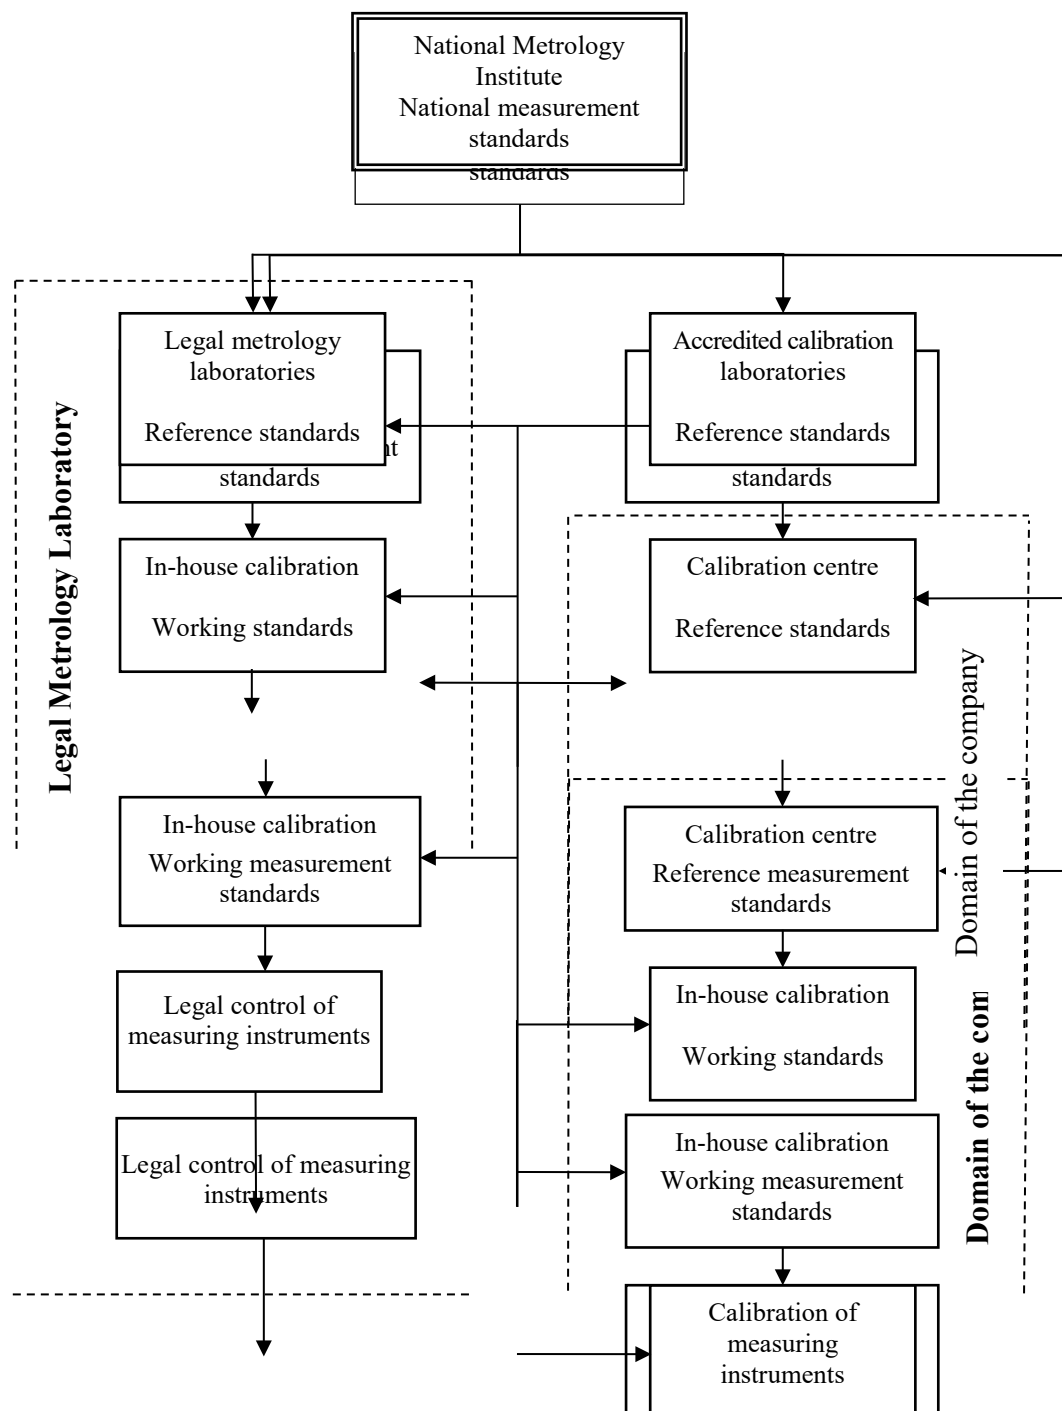 National Metrology
Institute
National measurement
standards
standards
Legal metrology
laboratories
Reference standards
nt
standards
Accredited calibration
laboratories
Reference standards
standards
Legal Metrology Laboratory
In-house calibration
Working standards
Calibration centre
Reference standards
Domain of the company
In-house calibration
Working measurement
standards
Calibration centre
Reference measurement
standards
Legal control of
measuring instruments
In-house calibration
Working standards
Domain of the com
Legal control of measuring
instruments
In-house calibration
Working measurement
standards
Calibration of
measuring
instruments